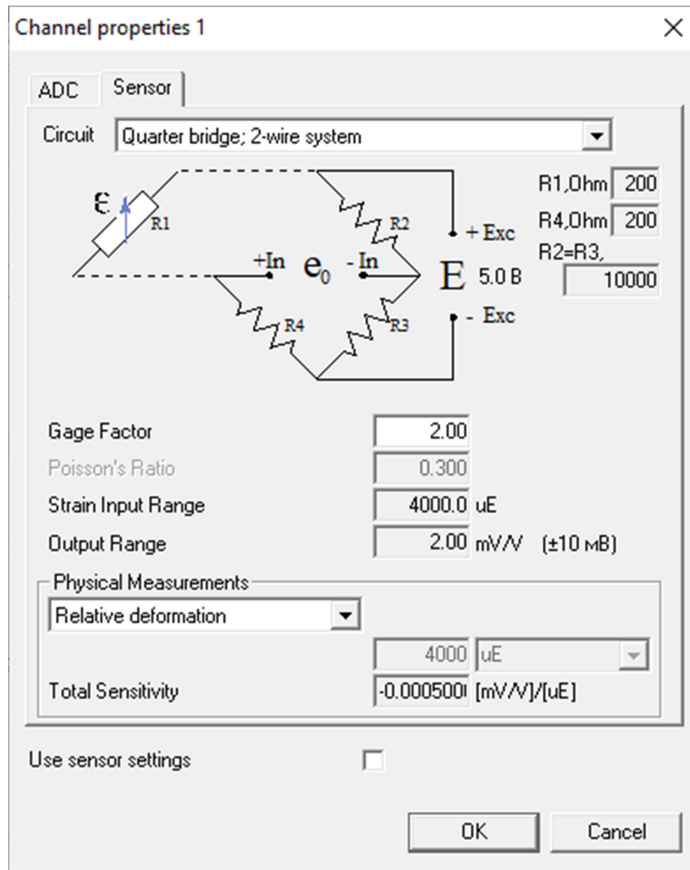 Channel properties 1
ADC Sensor
Circuit Quarter bridge; 2-wire system
R1,Ohm 200
ε R1 R2 R4,Ohm 200
+ Exc R2=R3,
+In e0 - In E 5.0 В 10000
R4 R3 - Exc
Gage Factor 2.00
Poisson's Ratio 0.300
Strain Input Range 4000.0 uE
Output Range 2.00 mV/V (±10 мВ)
Physical Measurements
Relative deformation
4000 uE
Total Sensitivity -0.000500 [mV/V]/[uE]
Use sensor settings
OK Cancel